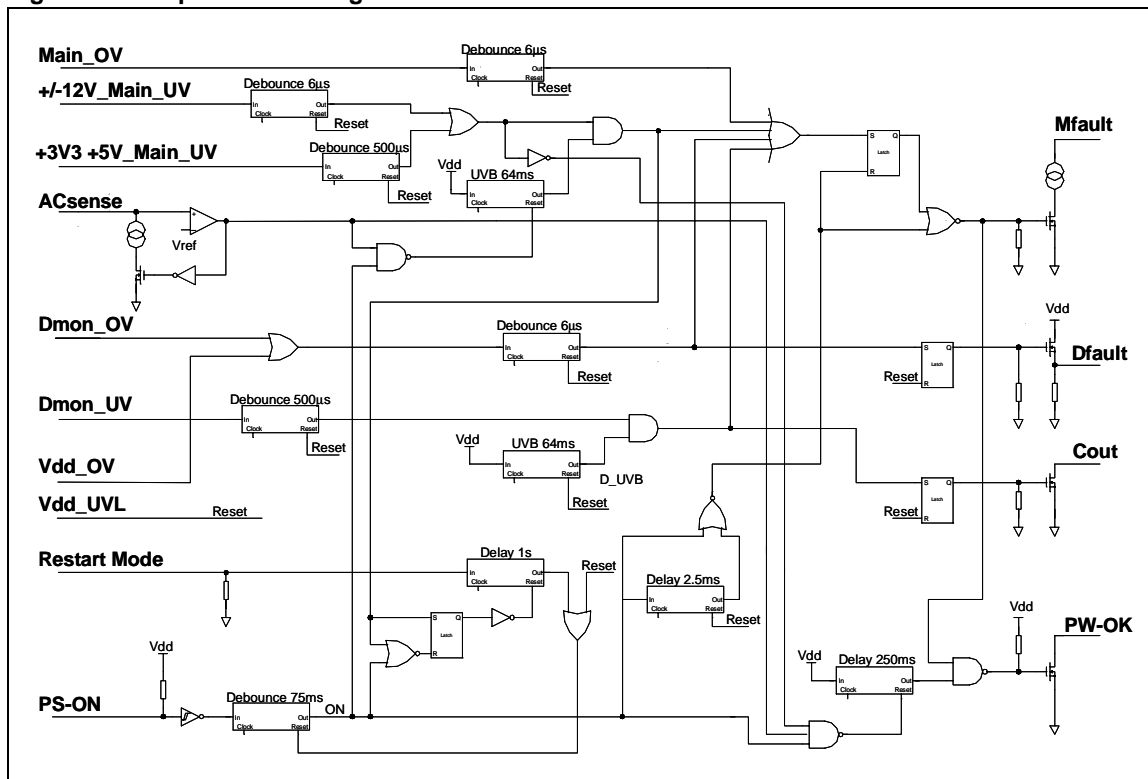 Main_OV
Debounce 6µs
In
Out
Clock
Reset
Reset
+/-12V_Main_UV
Debounce 6µs
In
Out
Clock
Reset
Reset
+3V3 +5V_Main_UV
Debounce 500µs
In
Out
Clock
Reset
Reset
Vdd
UVB 64ms
In
Out
Clock
Reset
S
Q
Latch
R
Mfault
ACsense
+
-
Vref
Dmon_OV
Debounce 6µs
In
Out
Clock
Reset
Reset
S
Q
Latch
Reset
R
Vdd
Dfault
Dmon_UV
Debounce 500µs
In
Out
Clock
Reset
Reset
Vdd
UVB 64ms
In
Out
Clock
Reset
D_UVB
Reset
S
Q
Latch
Reset
R
Cout
Vdd_OV
Vdd_UVL
Reset
Restart Mode
Delay 1s
In
Out
Clock
Reset
Reset
Delay 2.5ms
In
Out
Clock
Reset
Reset
S
Q
Latch
R
Vdd
Delay 250ms
In
Out
Clock
Reset
Vdd
PW-OK
Vdd
PS-ON
Debounce 75ms
In
Out
Clock
Reset
ON